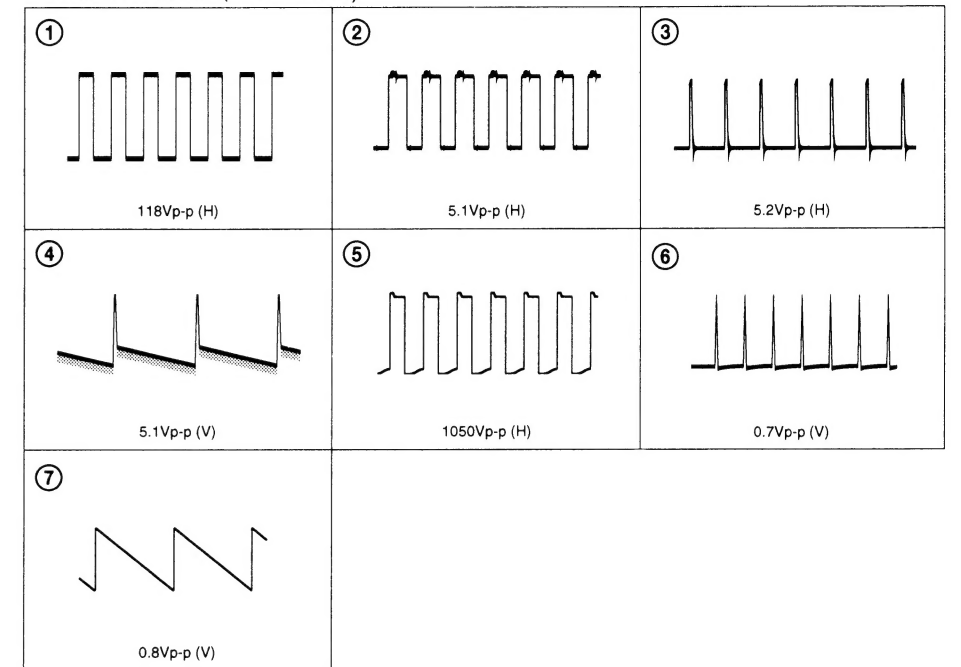 ①
118Vp-p (H)
②
5.1Vp-p (H)
③
5.2Vp-p (H)
④
5.1Vp-p (V)
⑤
1050Vp-p (H)
⑥
0.7Vp-p (V)
⑦
0.8Vp-p (V)